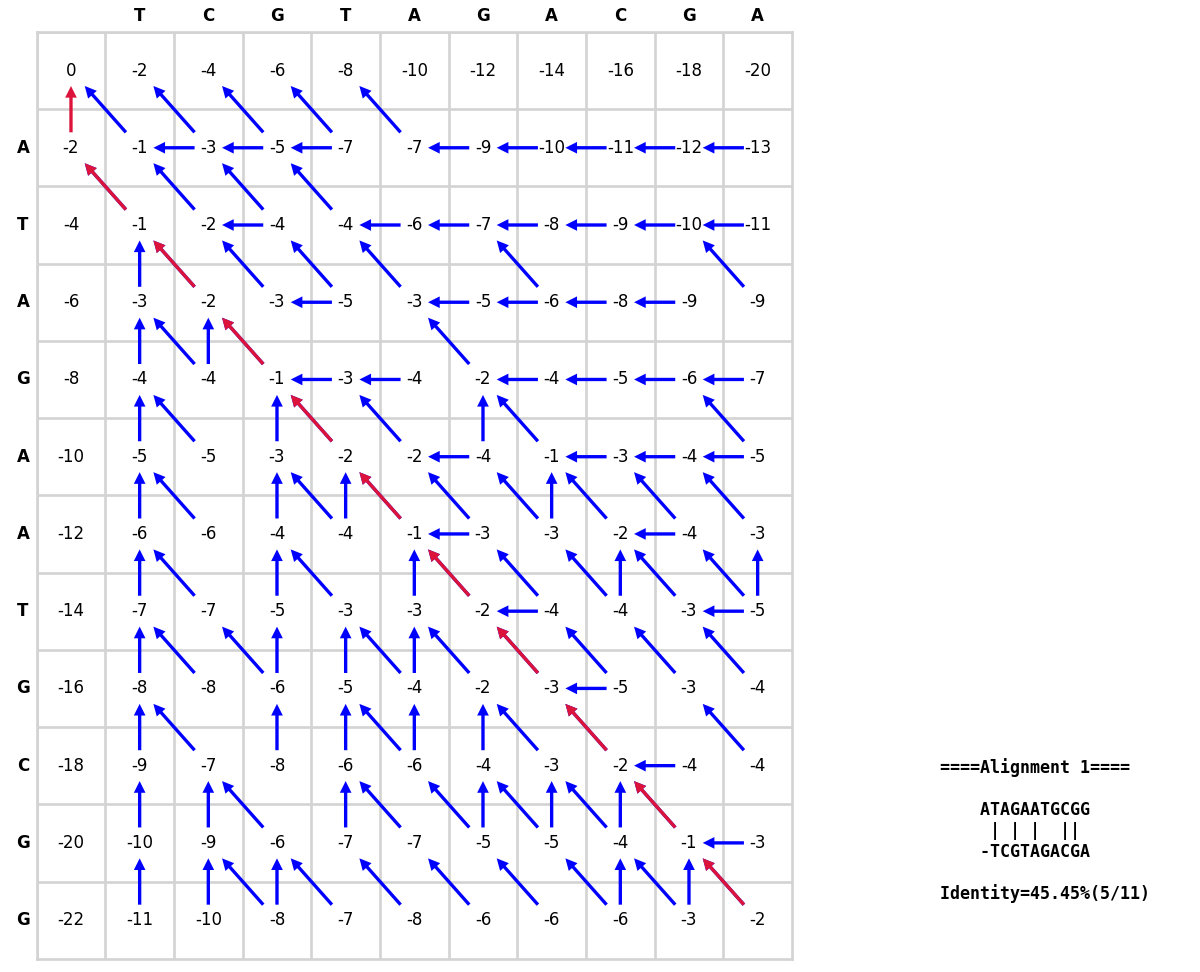 T C G T A G A C G A
0 -2 -4 -6 -8 -10 -12 -14 -16 -18 -20
A -2 -1 -3 -5 -7 -7 -9 -10 -11 -12 -13
T -4 -1 -2 -4 -4 -6 -7 -8 -9 -10 -11
A -6 -3 -2 -3 -5 -3 -5 -6 -8 -9 -9
G -8 -4 -4 -1 -3 -4 -2 -4 -5 -6 -7
A -10 -5 -5 -3 -2 -2 -4 -1 -3 -4 -5
A -12 -6 -6 -4 -4 -1 -3 -3 -2 -4 -3
T -14 -7 -7 -5 -3 -3 -2 -4 -4 -3 -5
G -16 -8 -8 -6 -5 -4 -2 -3 -5 -3 -4
C -18 -9 -7 -8 -6 -6 -4 -3 -2 -4 -4
G -20 -10 -9 -6 -7 -7 -5 -5 -4 -1 -3
G -22 -11 -10 -8 -7 -8 -6 -6 -6 -3 -2
====Alignment 1====
ATAGAATGCGG
| | |  ||
-TCGTAGACGA
Identity=45.45%(5/11)